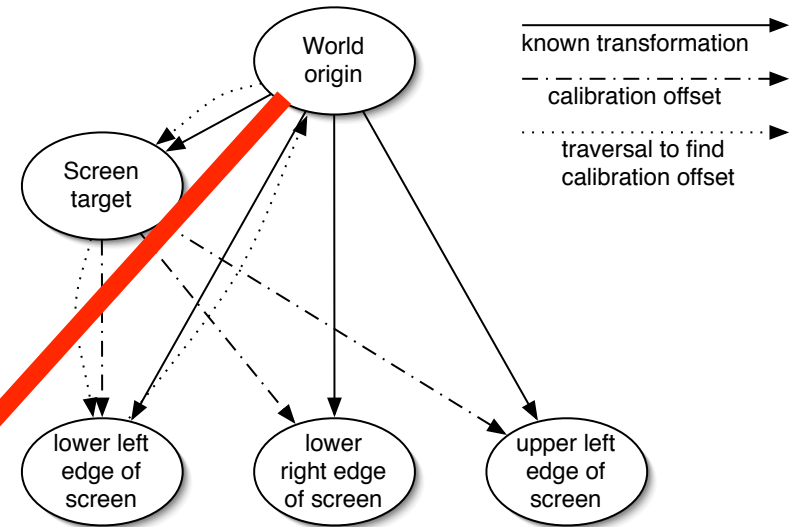 World
origin
known transformation
calibration offset
traversal to find
calibration offset
Screen
target
lower left
edge of
screen
lower
right edge
of screen
upper left
edge of
screen